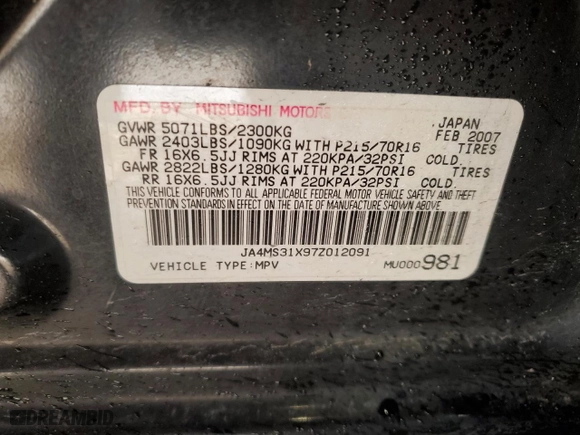 MFD. BY MITSUBISHI MOTORS
JAPAN
GVWR 5071LBS/2300KG FEB 2007
GAWR 2403LBS/1090KG WITH P215/70R16 TIRES
FR 16X6.5JJ RIMS AT 220KPA/32PSI COLD.
GAWR 2822LBS/1280KG WITH P215/70R16 TIRES
RR 16X6.5JJ RIMS AT 220KPA/32PSI COLD.
THIS VEHICLE CONFORMS TO ALL APPLICABLE FEDERAL MOTOR VEHICLE SAFETY AND THEFT
PREVENTION STANDARDS IN EFFECT ON THE DATE OF MANUFACTURE SHOWN ABOVE.
JA4MS31X97Z012091
VEHICLE TYPE:MPV MU000981
DREAMBID